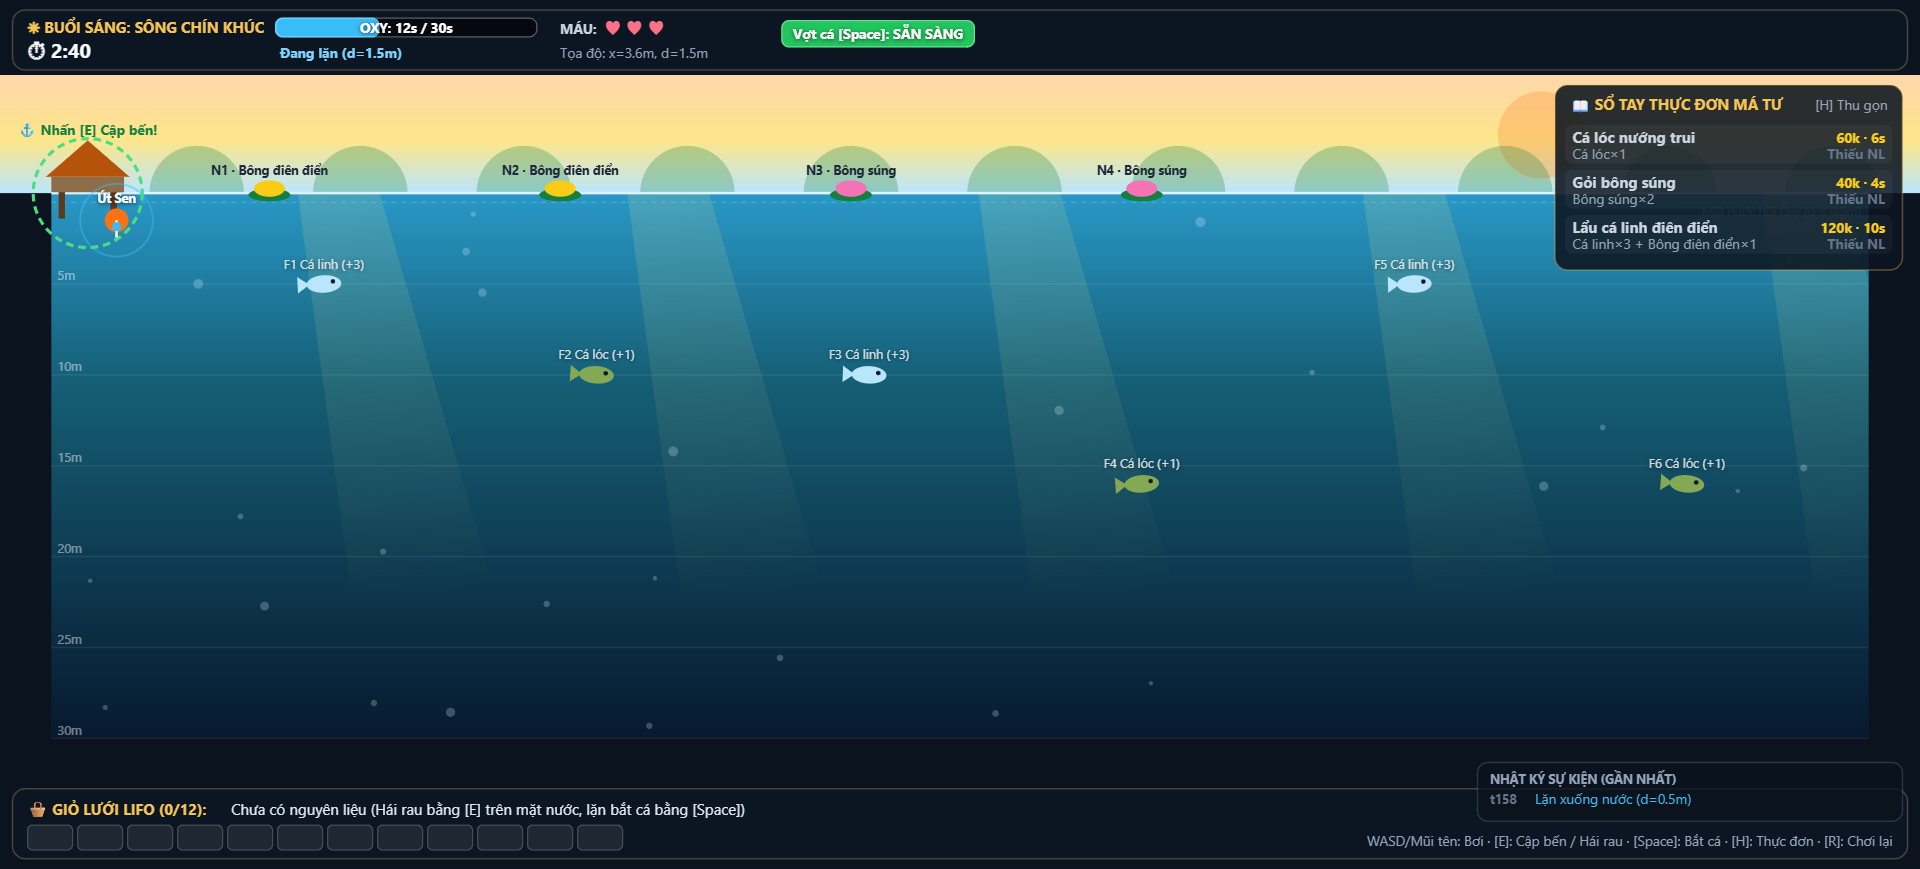 BUỔI SÁNG: SÔNG CHÍN KHÚC
2:40
OXY: 12s / 30s
Đang lặn (d=1.5m)
MÁU:
Tọa độ: x=3.6m, d=1.5m
Vợt cá [Space]: SẴN SÀNG
SỔ TAY THỰC ĐƠN MÁ TƯ
[H] Thu gọn
Cá lóc nướng trui
60k · 6s
Cá lóc×1
Thiếu NL
Gỏi bông súng
40k · 4s
Bông súng×2
Thiếu NL
Lẩu cá linh điên điển
120k · 10s
Cá linh×3 + Bông điên điển×1
Thiếu NL
Nhấn [E] Cập bến!
N1 · Bông điên điển
N2 · Bông điên điển
N3 · Bông súng
N4 · Bông súng
Út Sen
F1 Cá linh (+3)
F5 Cá linh (+3)
5m
F2 Cá lóc (+1)
F3 Cá linh (+3)
10m
15m
F4 Cá lóc (+1)
F6 Cá lóc (+1)
20m
25m
30m
NHẬT KÝ SỰ KIỆN (GẦN NHẤT)
t158 Lặn xuống nước (d=0.5m)
GIỎ LƯỚI LIFO (0/12):
Chưa có nguyên liệu (Hái rau bằng [E] trên mặt nước, lặn bắt cá bằng [Space])
WASD/Mũi tên: Bơi · [E]: Cập bến / Hái rau · [Space]: Bắt cá · [H]: Thực đơn · [R]: Chơi lại